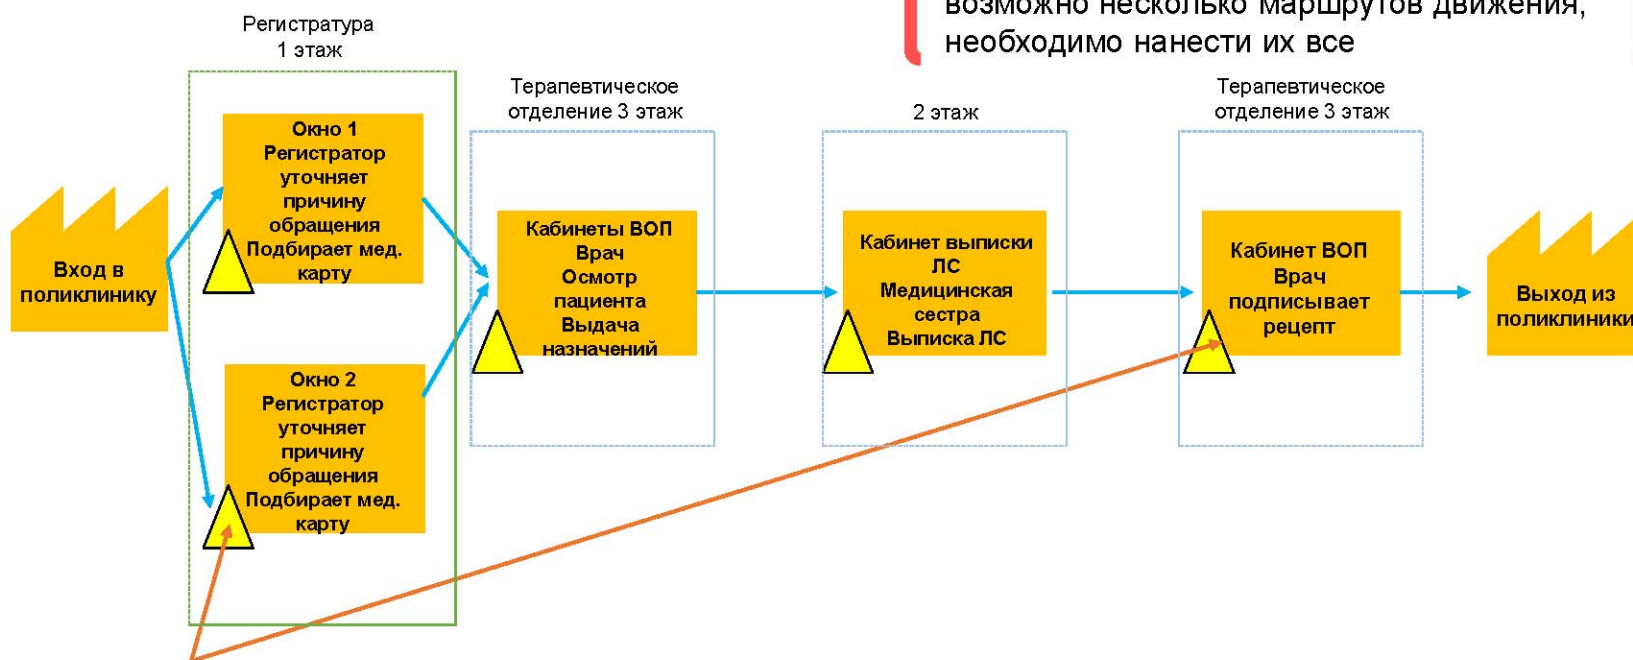 возможно несколько маршрутов движения,
необходимо нанести их все
Регистратура
1 этаж
Терапевтическое
отделение 3 этаж
2 этаж
Терапевтическое
отделение 3 этаж
Вход в
поликлинику
Окно 1
Регистратор
уточняет
причину
обращения
Подбирает мед.
карту
Окно 2
Регистратор
уточняет
причину
обращения
Подбирает мед.
карту
Кабинеты ВОП
Врач
Осмотр
пациента
Выдача
назначений
Кабинет выписки
ЛС
Медицинская
сестра
Выписка ЛС
Кабинет ВОП
Врач
подписывает
рецепт
Выход из
поликлиники